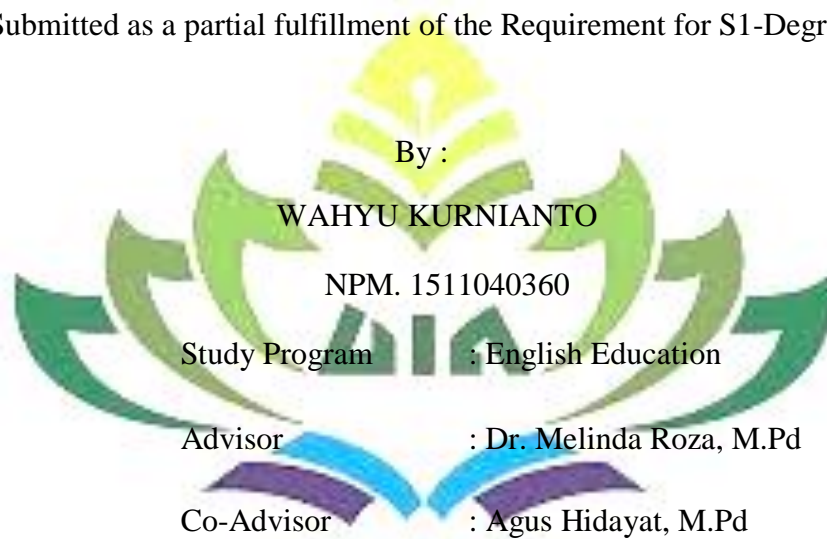 Submitted as a partial fulfillment of the Requirement for S1-Degr
By :
WAHYU KURNIANTO
NPM. 1511040360
Study Program : English Education
Advisor : Dr. Melinda Roza, M.Pd
Co-Advisor : Agus Hidayat, M.Pd